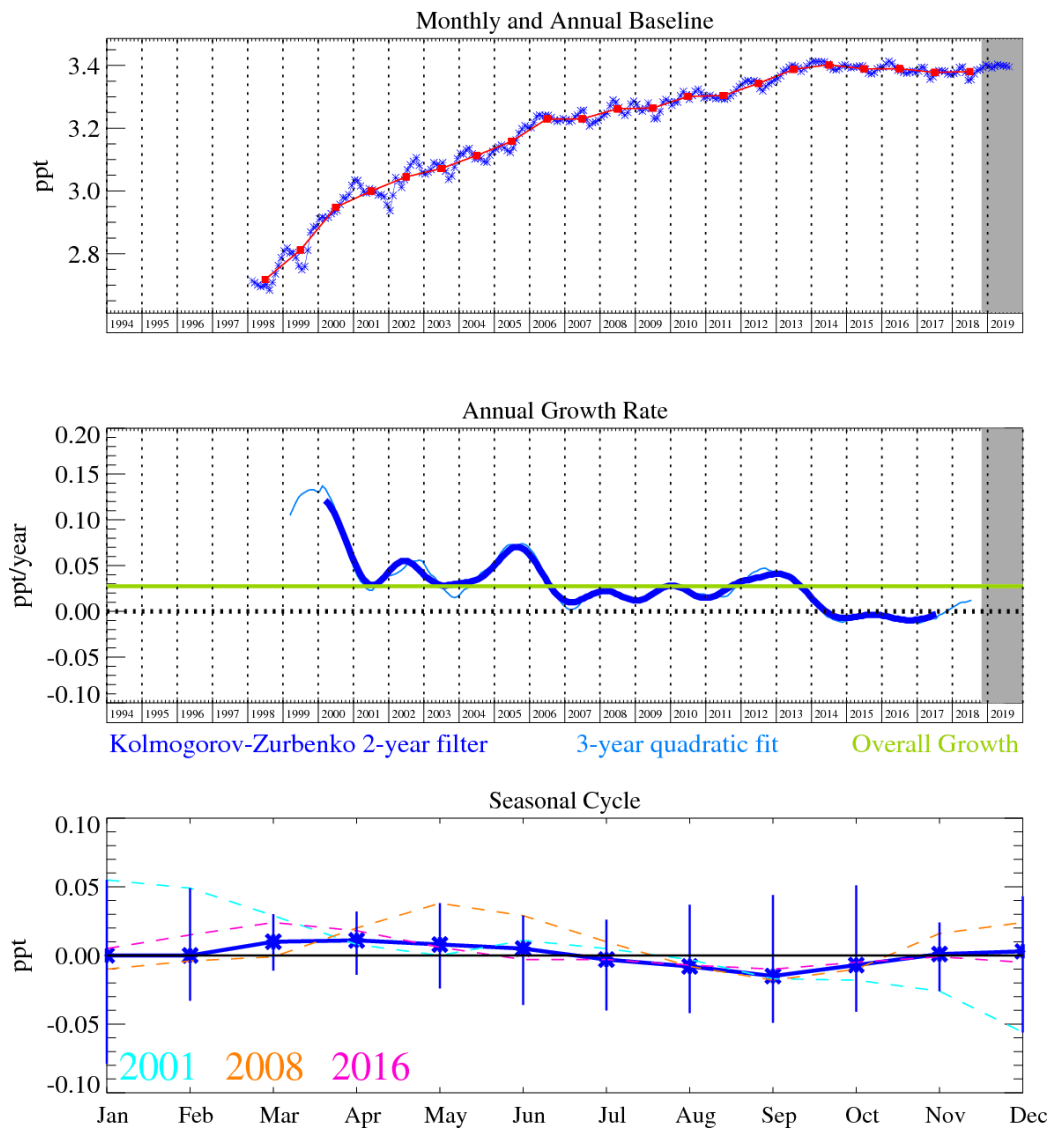 Monthly and Annual Baseline
ppt
3.4
3.2
3.0
2.8
1994 1995 1996 1997 1998 1999 2000 2001 2002 2003 2004 2005 2006 2007 2008 2009 2010 2011 2012 2013 2014 2015 2016 2017 2018 2019
Annual Growth Rate
ppt/year
0.20
0.15
0.10
0.05
0.00
-0.05
-0.10
1994 1995 1996 1997 1998 1999 2000 2001 2002 2003 2004 2005 2006 2007 2008 2009 2010 2011 2012 2013 2014 2015 2016 2017 2018 2019
Kolmogorov-Zurbenko 2-year filter 3-year quadratic fit Overall Growth
Seasonal Cycle
ppt
0.10
0.05
0.00
-0.05
-0.10
2001 2008 2016
Jan Feb Mar Apr May Jun Jul Aug Sep Oct Nov Dec